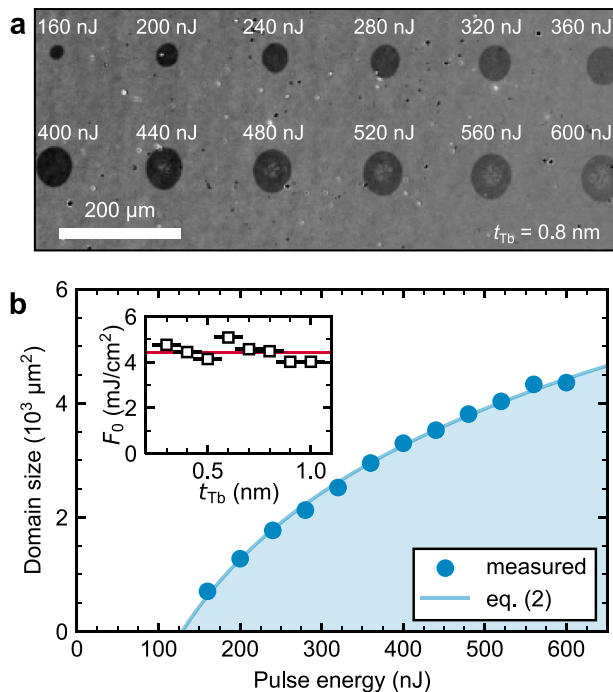 a
160 nJ 200 nJ 240 nJ 280 nJ 320 nJ 360 nJ
400 nJ 440 nJ 480 nJ 520 nJ 560 nJ 600 nJ
200 µm
t_Tb = 0.8 nm
b
Domain size (10³ µm²)
6
4
2
0
F₀ (mJ/cm²)
6
4
2
0
0.5 1.0
t_Tb (nm)
measured
eq. (2)
0 100 200 300 400 500 600
Pulse energy (nJ)